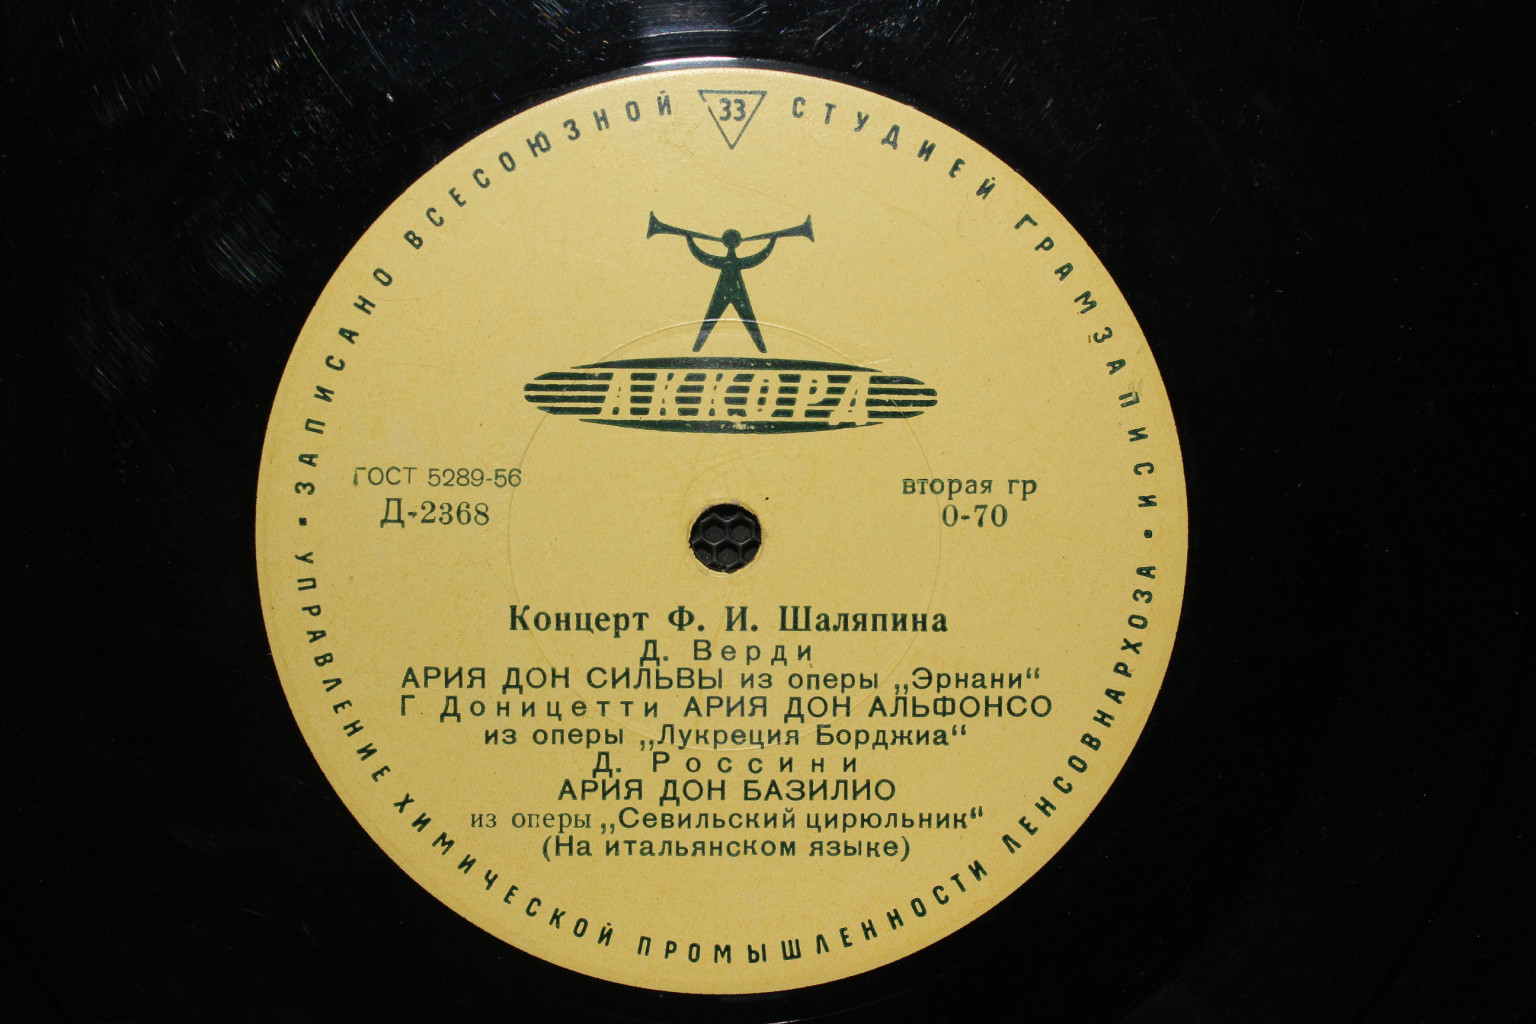 ЗАПИСАНО ВСЕСОЮЗНОЙ 33 СТУДИЕЙ ГРАМЗАПИСИ
АККОРД
ГОСТ 5289-56
Д-2368
вторая гр
0-70
Концерт Ф. И. Шаляпина
Д. Верди
АРИЯ ДОН СИЛЬВЫ из оперы „Эрнани“
Г Доницетти АРИЯ ДОН АЛЬФОНСО
из оперы „Лукреция Борджиа“
Д. Россини
АРИЯ ДОН БАЗИЛИО
из оперы „Севильский цирюльник“
(На итальянском языке)
УПРАВЛЕНИЕ ХИМИЧЕСКОЙ ПРОМЫШЛЕННОСТИ ЛЕНСОВНАРХОЗА